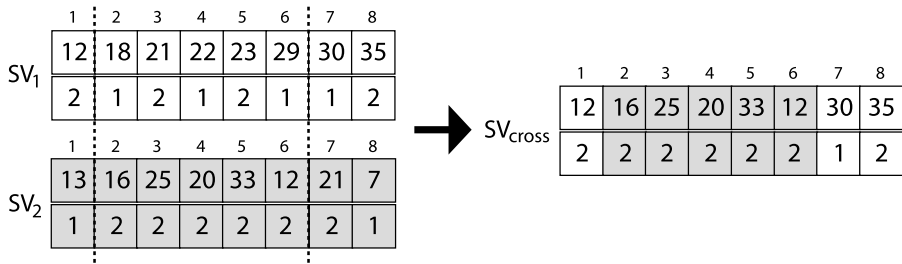 1 2 3 4 5 6 7 8
SV1
12 18 21 22 23 29 30 35
2 1 2 1 2 1 1 2
1 2 3 4 5 6 7 8
SV2
13 16 25 20 33 12 21 7
1 2 2 2 2 2 2 1
1 2 3 4 5 6 7 8
SVcross
12 16 25 20 33 12 30 35
2 2 2 2 2 2 1 2